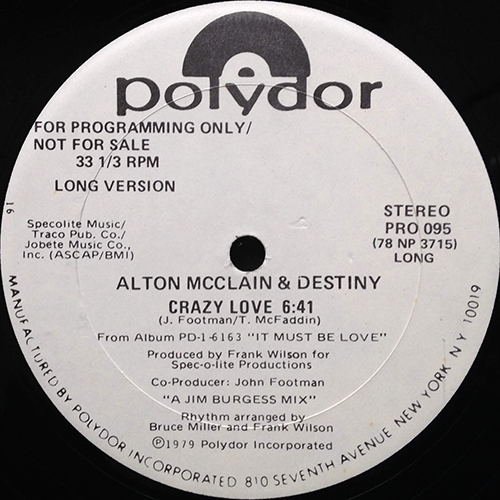 polydor
FOR PROGRAMMING ONLY/
NOT FOR SALE
33 1/3 RPM
LONG VERSION
Specolite Music/
Traco Pub. Co./
Jobete Music Co.,
Inc. (ASCAP/BMI)
STEREO
PRO 095
(78 NP 3715)
LONG
ALTON MCCLAIN & DESTINY
CRAZY LOVE 6:41
(J. Footman/T. McFaddin)
From Album PD-1-6163 "IT MUST BE LOVE"
Produced by Frank Wilson for
Spec-o-lite Productions
Co-Producer: John Footman
"A JIM BURGESS MIX"
Rhythm arranged by
Bruce Miller and Frank Wilson
Ⓟ1979 Polydor Incorporated
16
MANUFACTURED BY POLYDOR INCORPORATED 810 SEVENTH AVENUE NEW YORK N Y 10019